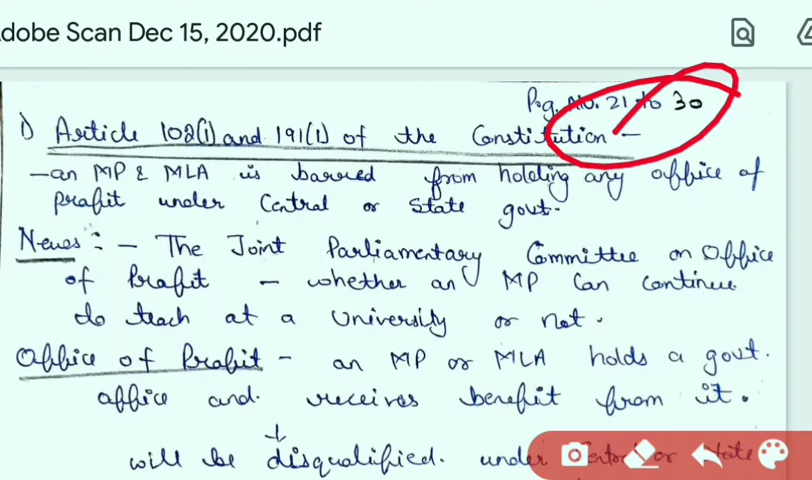 dobe Scan Dec 15, 2020.pdf
Pg. No. 21 to 30
1) Article 102(1) and 191(1) of the Constitution –
– an MP & MLA is barred from holding any office of
profit under Central or State govt.
News: – The Joint Parliamentary Committee on Office
of Profit – whether an MP can continue
to teach at a University or not.
Office of Profit – an MP or MLA holds a govt.
office and receives benefit from it.
↓
will be disqualified. under or State